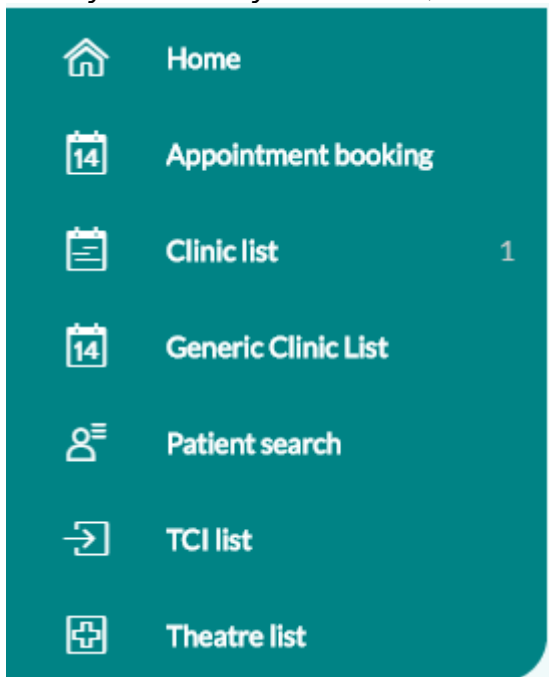 Home
14 Appointment booking
Clinic list 1
14 Generic Clinic List
Patient search
TCI list
Theatre list